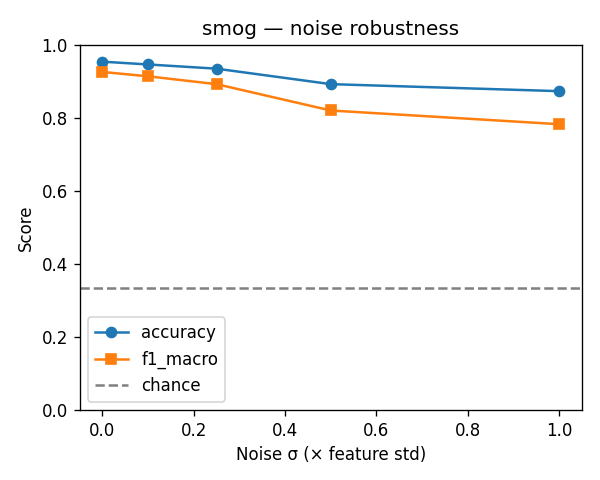 smog — noise robustness
Score
1.0
0.8
0.6
0.4
0.2
0.0
accuracy
f1_macro
chance
0.0 0.2 0.4 0.6 0.8 1.0
Noise σ (× feature std)